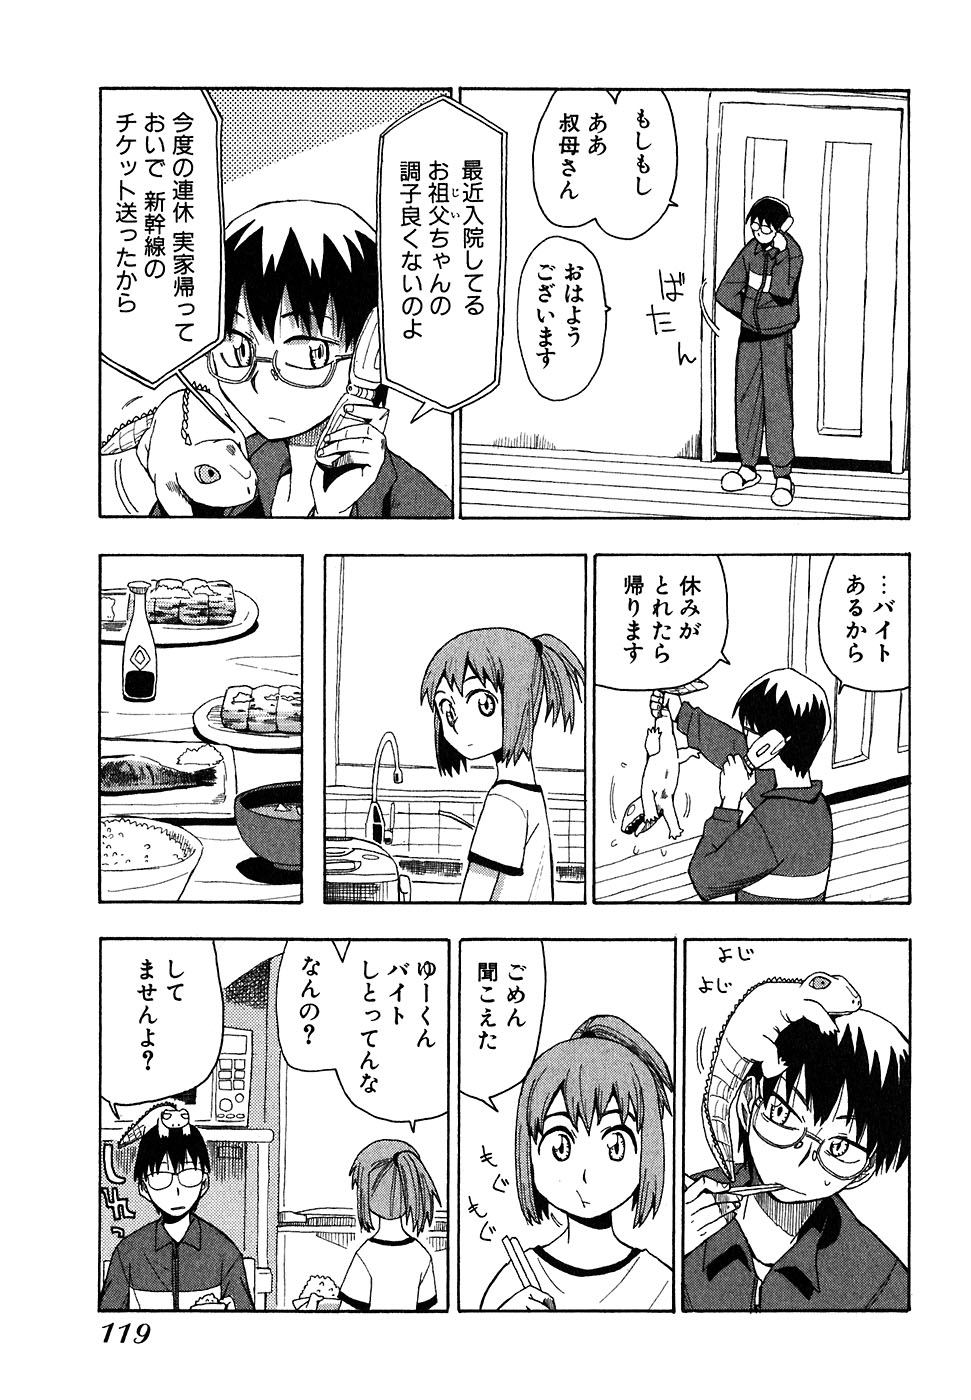 もしもし
ああ
叔母さん
おはよう
ございます
ばたん
最近入院してる
お祖父ちゃんの
じい
調子良くないのよ
今度の連休 実家帰って
おいで 新幹線の
チケット送ったから
…バイト
あるから
休みが
とれたら
帰ります
よじ
よじ
ごめん
聞こえた
もぐ
もぐ
ゆーくん
バイト
しとってんな
なんの?
して
ませんよ?
しれっ
119